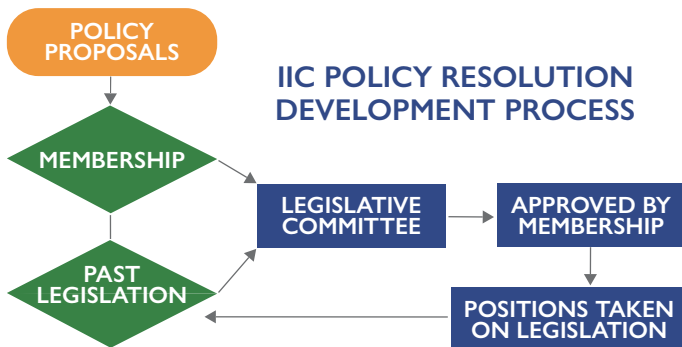 POLICY
PROPOSALS
IIC POLICY RESOLUTION
DEVELOPMENT PROCESS
MEMBERSHIP
LEGISLATIVE
COMMITTEE
APPROVED BY
MEMBERSHIP
PAST
LEGISLATION
POSITIONS TAKEN
ON LEGISLATION